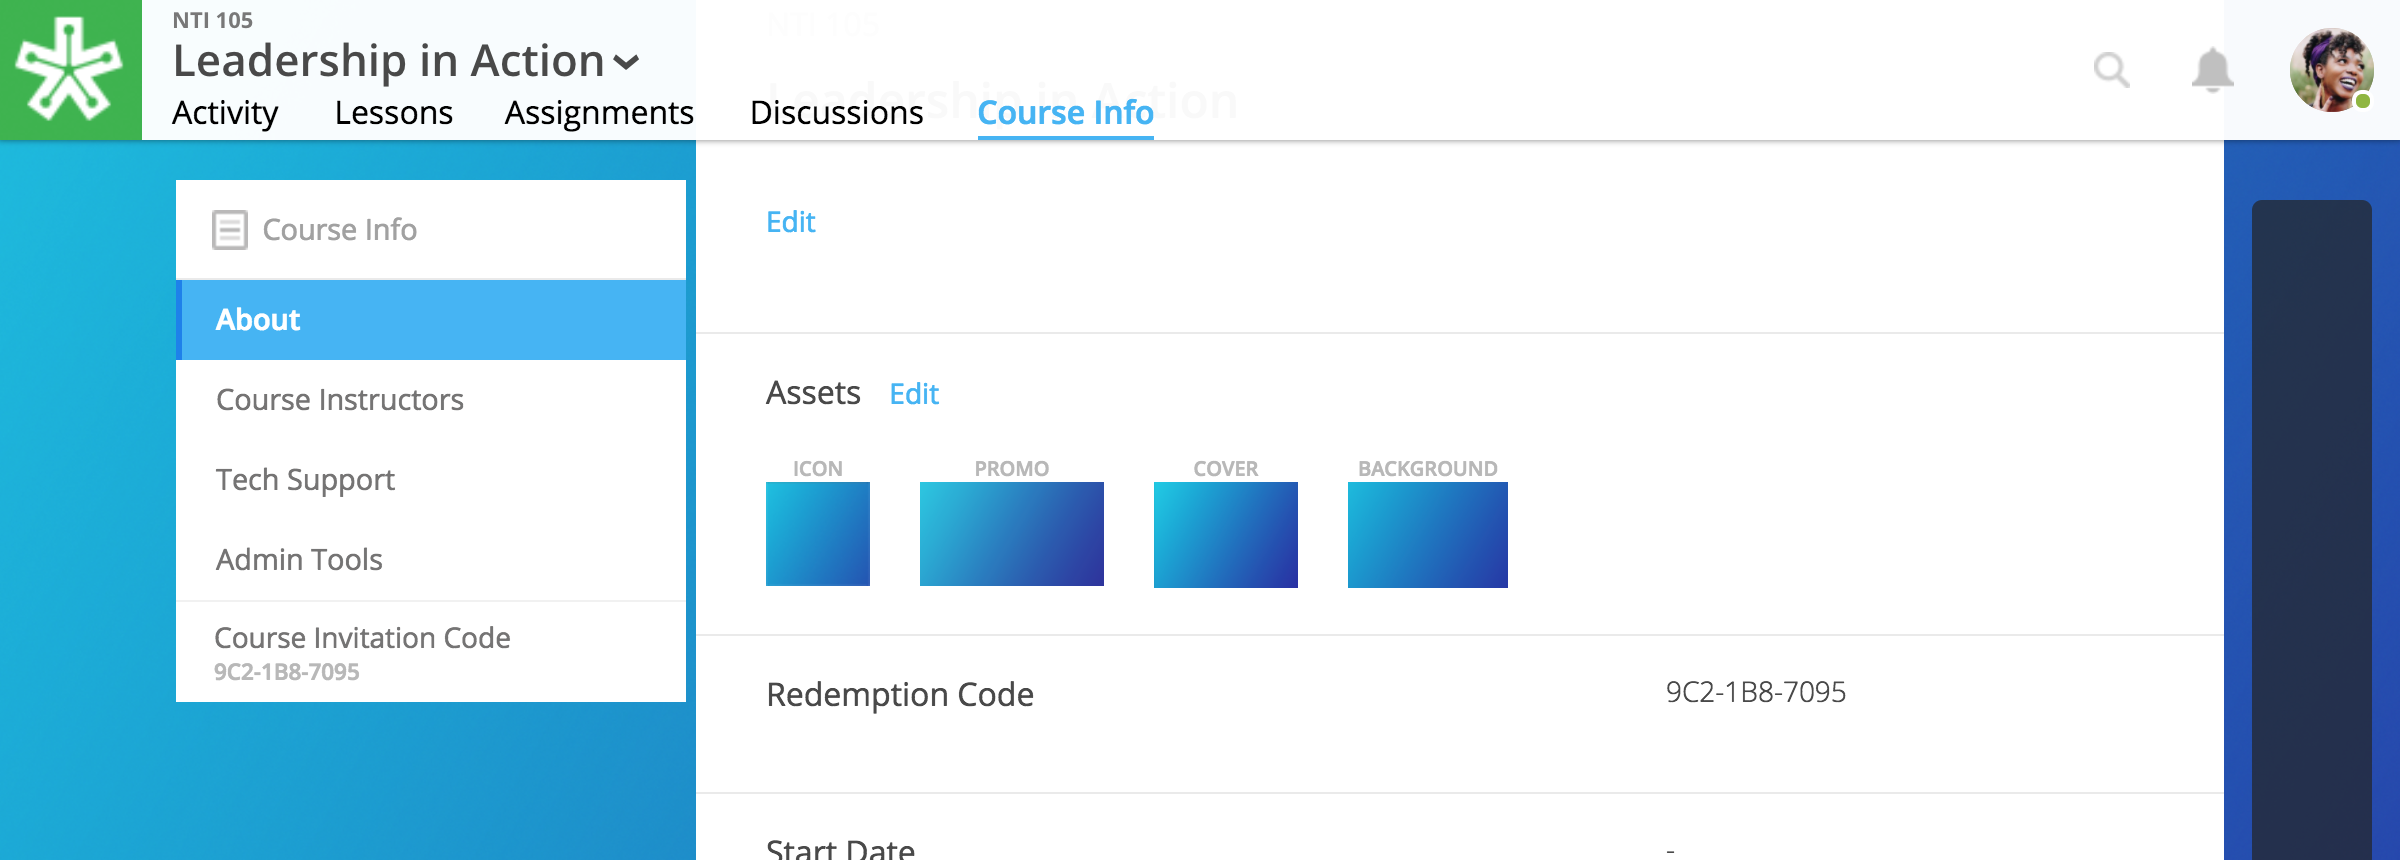 NTI 105
Leadership in Action
Activity Lessons Assignments Discussions Course Info
NTI 105
Leadership in Action
Course Info
About
Course Instructors
Tech Support
Admin Tools
Course Invitation Code
9C2-1B8-7095
Edit
Assets Edit
ICON PROMO COVER BACKGROUND
Redemption Code 9C2-1B8-7095
Start Date -